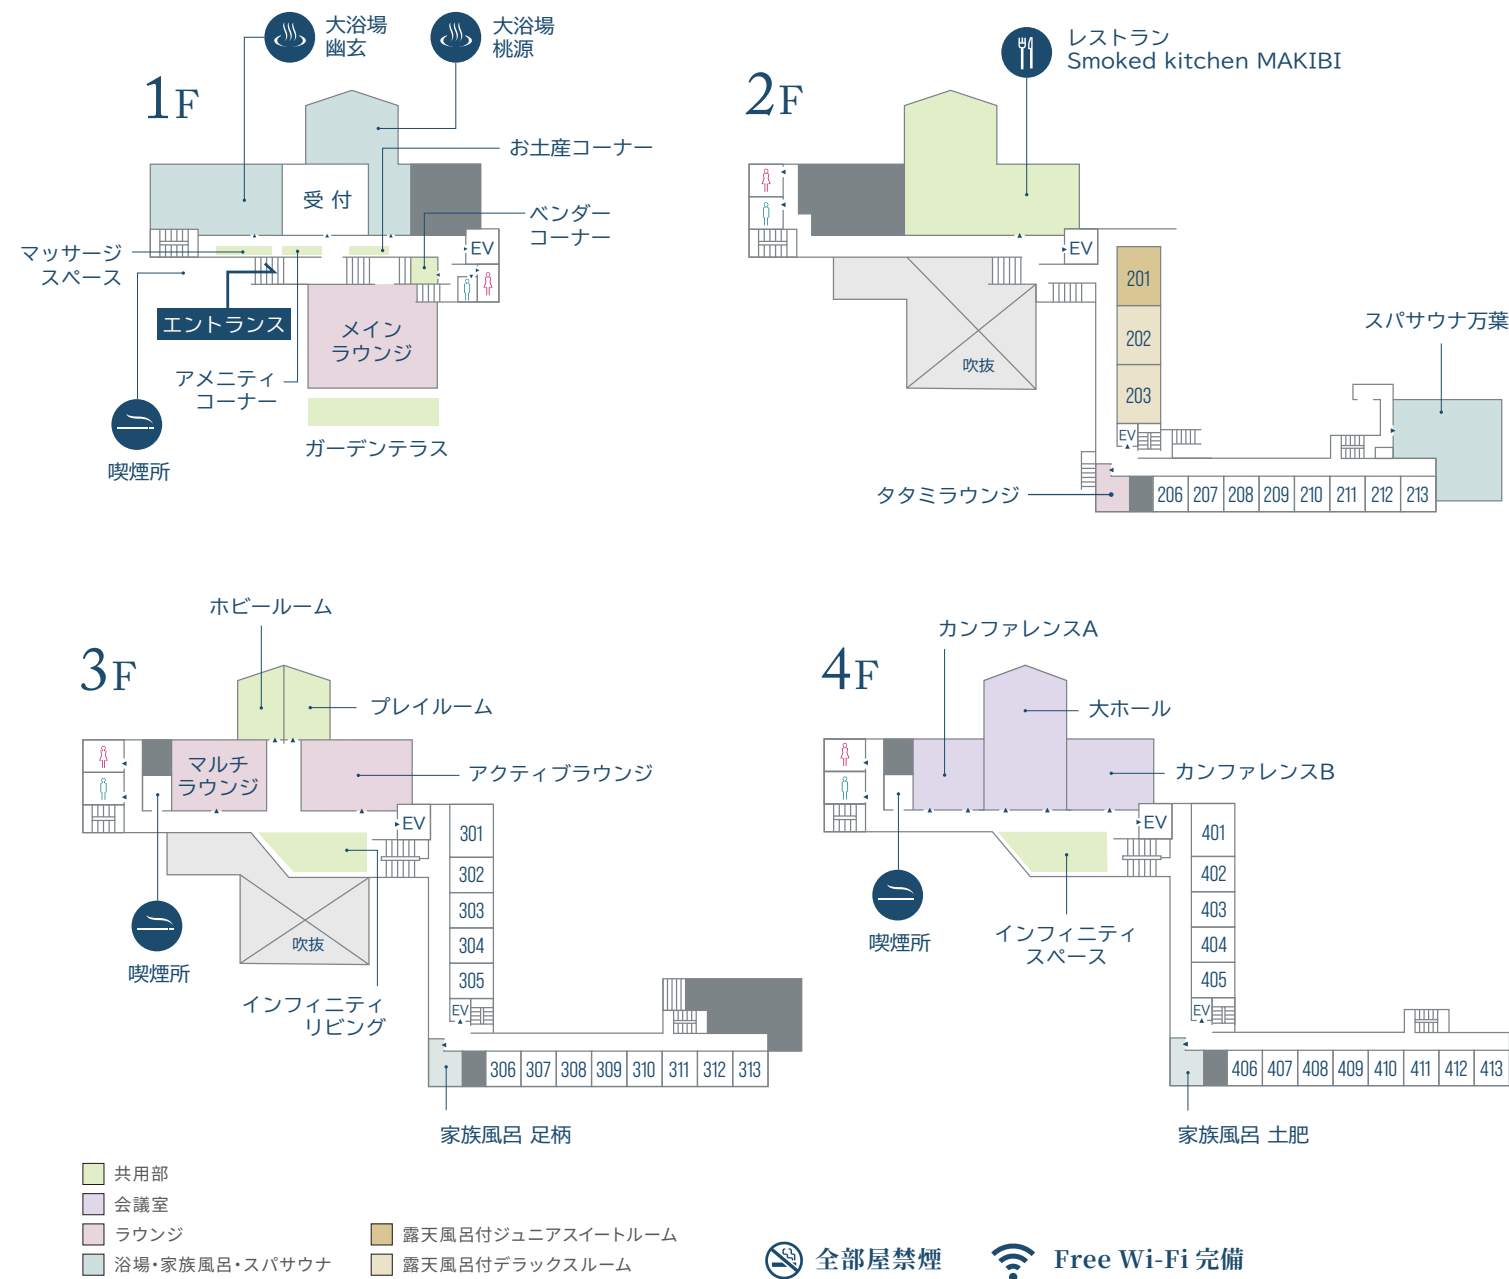 大浴場
幽玄
大浴場
桃源
1F
お土産コーナー
受付
ベンダー
コーナー
マッサージ
スペース
EV
エントランス
メイン
ラウンジ
アメニティ
コーナー
ガーデンテラス
喫煙所
レストラン
Smoked kitchen MAKIBI
2F
EV
201
202
203
吹抜
スパサウナ万葉
EV
タタミラウンジ
206 207 208 209 210 211 212 213
ホビールーム
3F
プレイルーム
マルチ
ラウンジ
アクティブラウンジ
EV
301
302
303
304
305
吹抜
喫煙所
インフィニティ
リビング
EV
306 307 308 309 310 311 312 313
家族風呂 足柄
カンファレンスA
4F
大ホール
カンファレンスB
EV
401
402
403
404
405
喫煙所
インフィニティ
スペース
EV
406 407 408 409 410 411 412 413
家族風呂 土肥
共用部
会議室
ラウンジ
浴場・家族風呂・スパサウナ
露天風呂付ジュニアスイートルーム
露天風呂付デラックスルーム
全部屋禁煙
Free Wi-Fi 完備